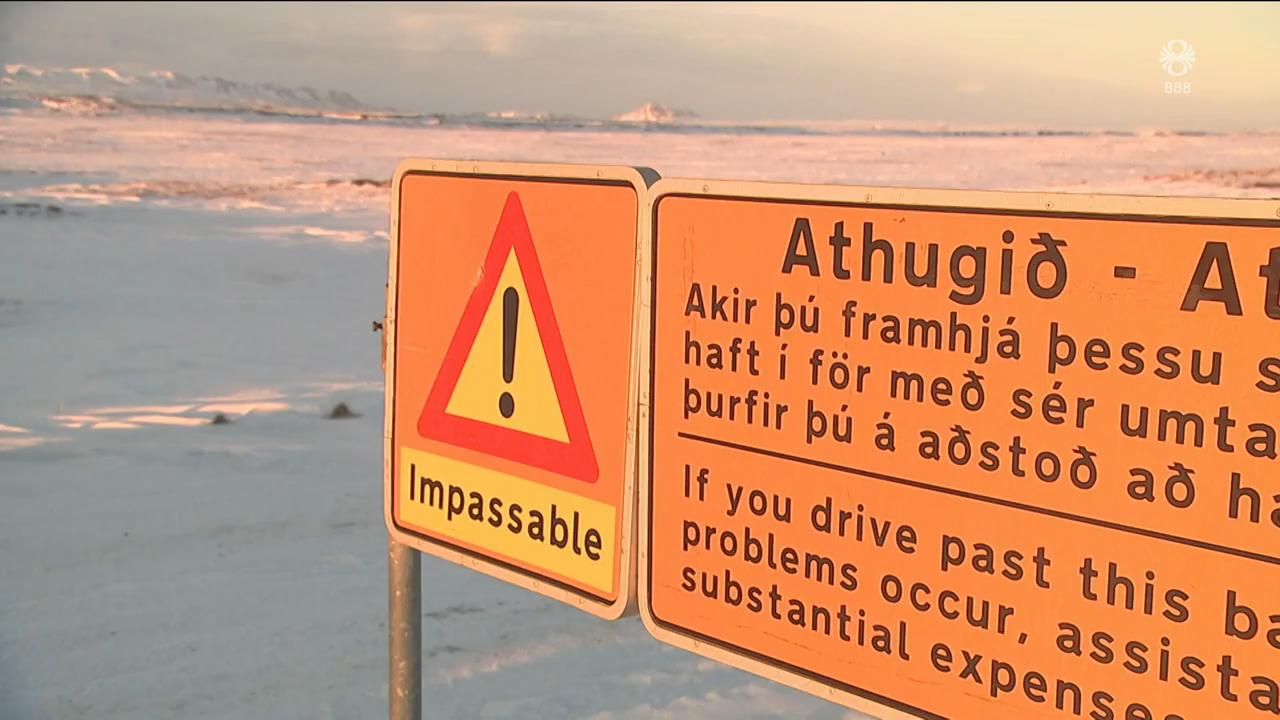 888
Impassable
Athugið - At
Akir þú framhjá þessu s
haft í för með sér umta
þurfir þú á aðstoð að ha
If you drive past this ba
problems occur, assista
substantial expense